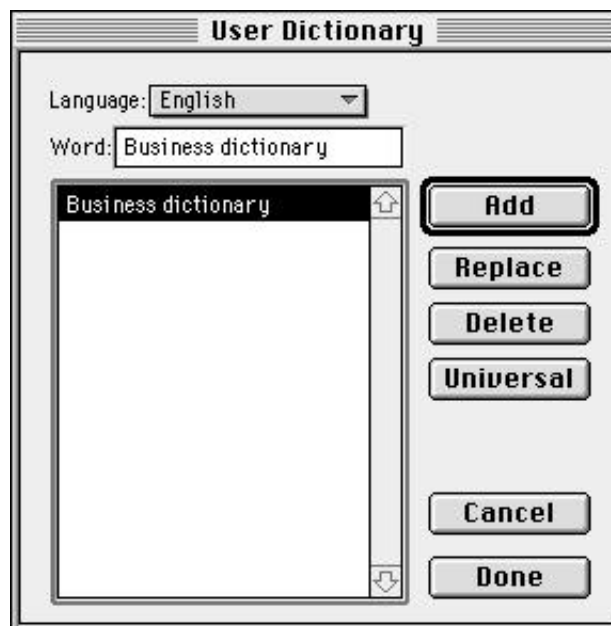 User Dictionary
Language: English
Word: Business dictionary
Business dictionary
Add
Replace
Delete
Universal
Cancel
Done